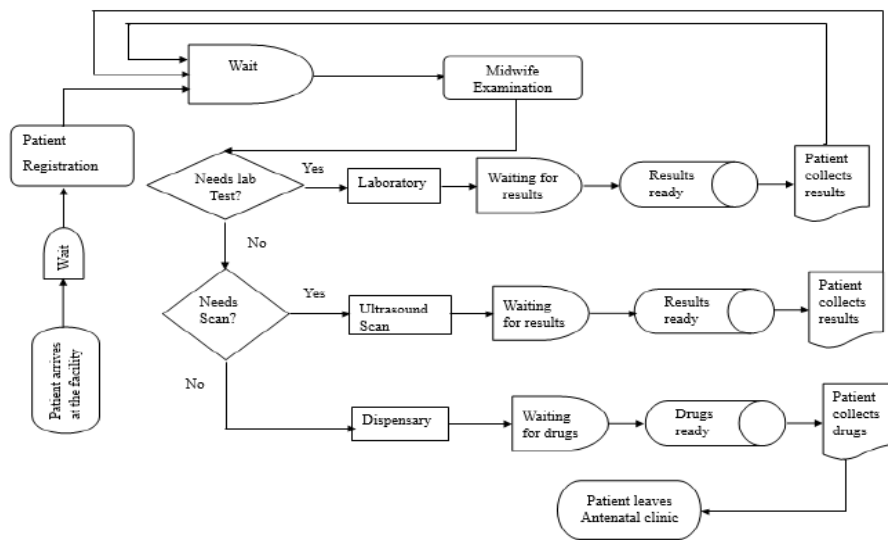 Wait
Midwife
Examination
Patient
Registration
Needs lab
Test?
Yes
Laboratory
Waiting for
results
Results
ready
Patient
collects
results
Wait
No
Needs
Scan?
Yes
Ultrasound
Scan
Waiting
for results
Results
ready
Patient
collects
results
Patient arrives
at the facility
No
Dispensary
Waiting
for drugs
Drugs
ready
Patient
collects
drugs
Patient leaves
Antenatal clinic